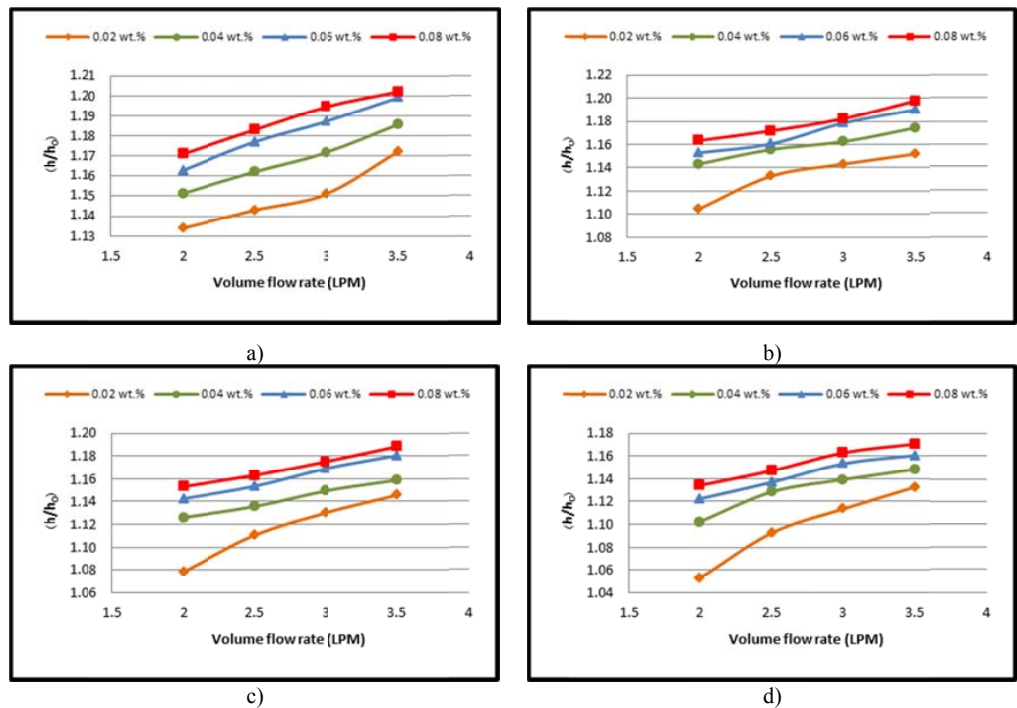 0.02 wt.% 0.04 wt.% 0.06 wt.% 0.08 wt.%
1.21
1.20
1.19
1.18
1.17
1.16
1.15
1.14
1.13
(h/h₀)
1.5 2 2.5 3 3.5 4
Volume flow rate (LPM)
a)
0.02 wt.% 0.04 wt.% 0.06 wt.% 0.08 wt.%
1.22
1.20
1.18
1.16
1.14
1.12
1.10
1.08
(h/h₀)
1.5 2 2.5 3 3.5 4
Volume flow rate (LPM)
b)
0.02 wt.% 0.04 wt.% 0.06 wt.% 0.08 wt.%
1.20
1.18
1.16
1.14
1.12
1.10
1.08
1.06
(h/h₀)
1.5 2 2.5 3 3.5 4
Volume flow rate (LPM)
c)
0.02 wt.% 0.04 wt.% 0.06 wt.% 0.08 wt.%
1.18
1.16
1.14
1.12
1.10
1.08
1.06
1.04
(h/h₀)
1.5 2 2.5 3 3.5 4
Volume flow rate (LPM)
d)